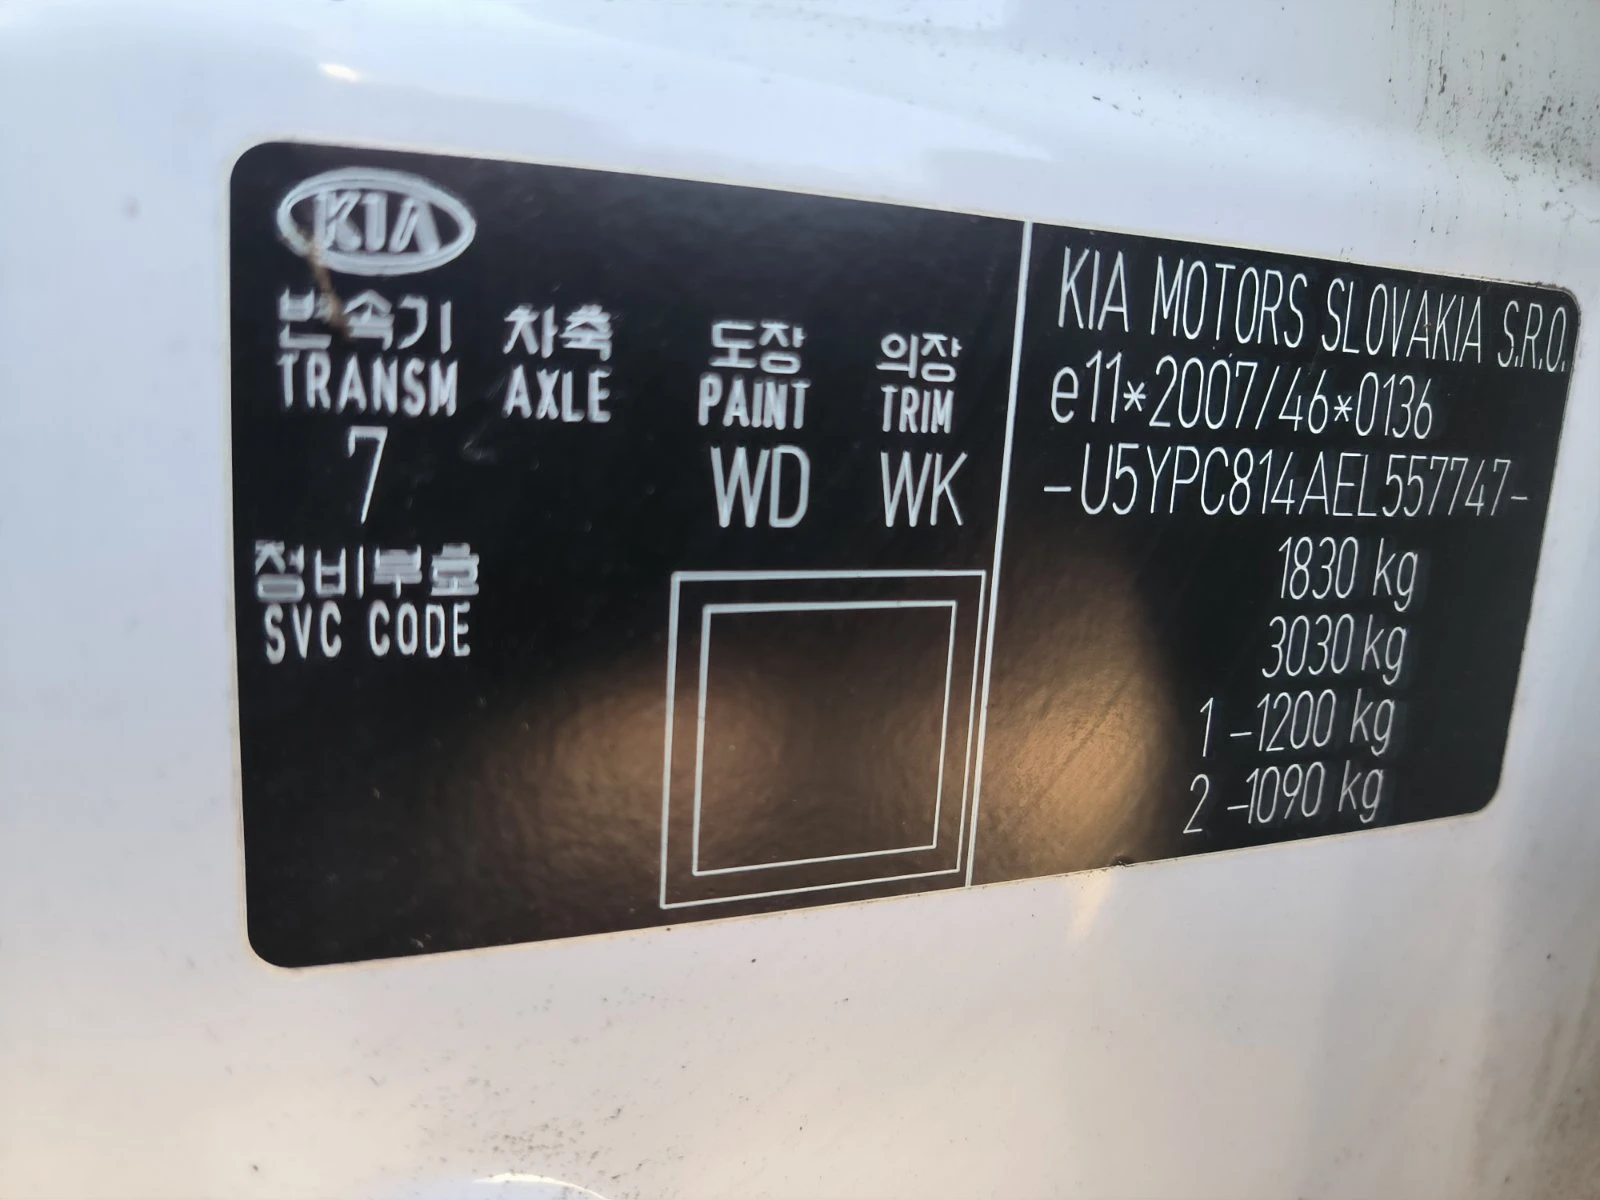 KIA
변속기 차축 도장 의장
TRANSM AXLE PAINT TRIM
7 WD WK
정비부호
SVC CODE
KIA MOTORS SLOVAKIA S.R.O.
e11*2007/46*0136
-U5YPC814AEL557747-
1830 kg
3030 kg
1 -1200 kg
2 -1090 kg